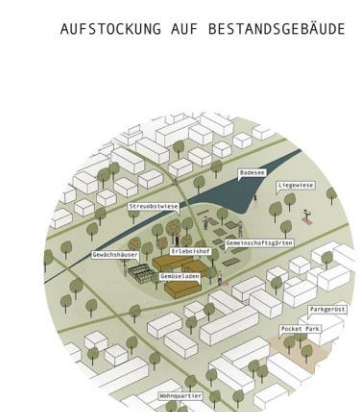 AUFSTOCKUNG AUF BESTANDSGEBÄUDE
Badesee
Liegewiese
Streuobstwiese
Gemeinschaftsgärten
Erlebnishof
Gewächshäuser
Gemüseladen
Parkgerüst
Pocket Park
Wohnquartier